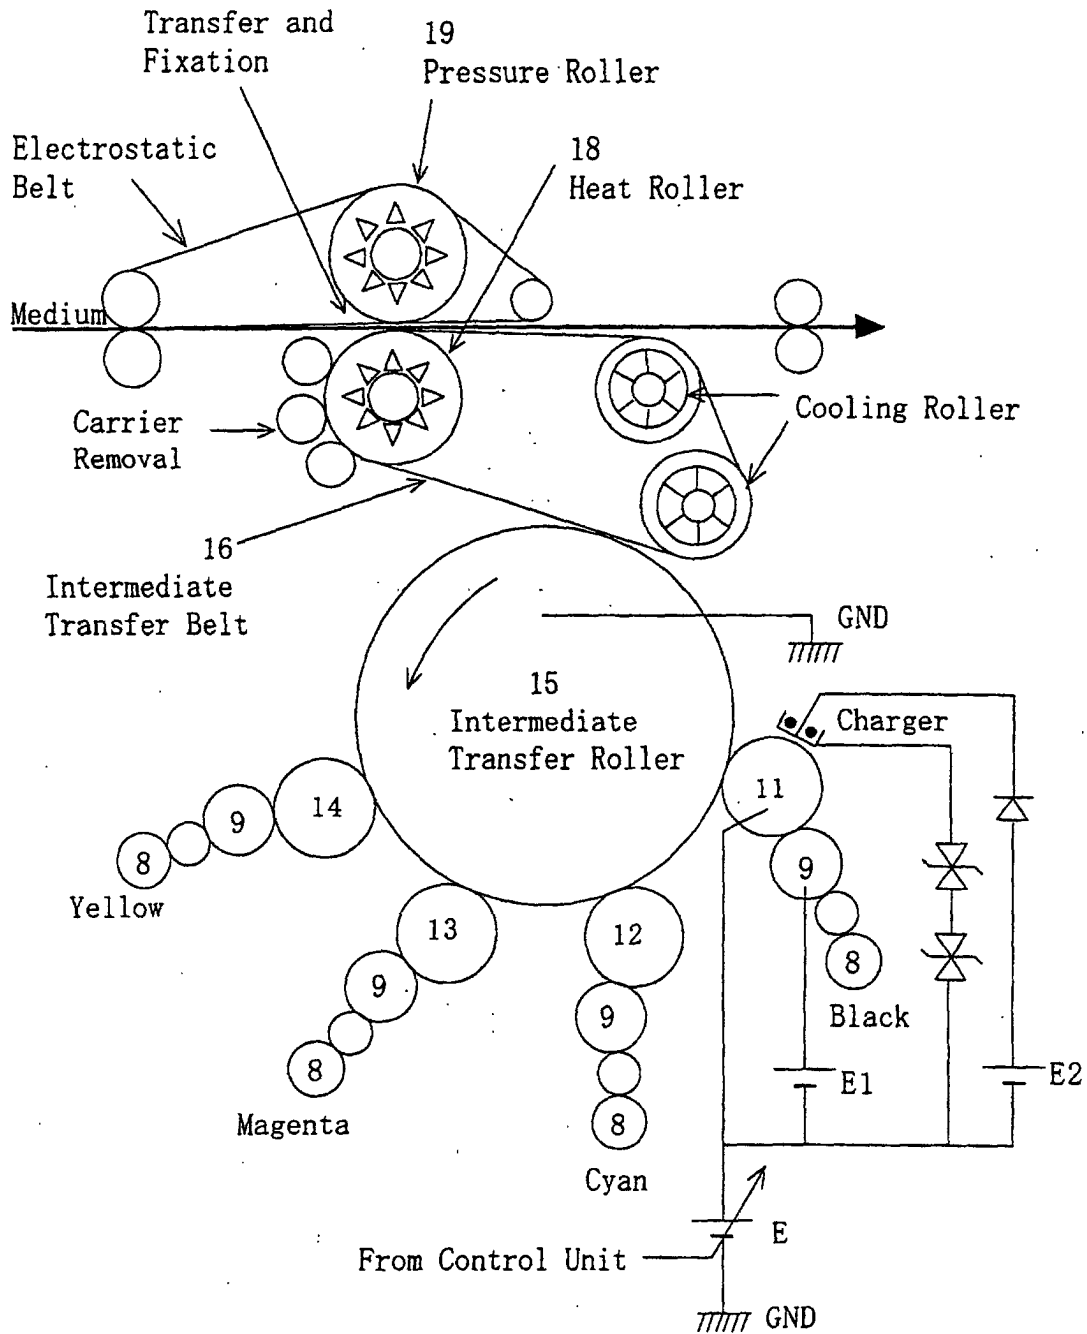 Transfer and
Fixation
19
Pressure Roller
Electrostatic
Belt
18
Heat Roller
Medium
Carrier
Removal
Cooling Roller
16
Intermediate
Transfer Belt
GND
15
Intermediate
Transfer Roller
Charger
11
14
9
8
Yellow
9
13
12
8
9
9
Black
8
8
Magenta
E1
E2
Cyan
E
From Control Unit
GND